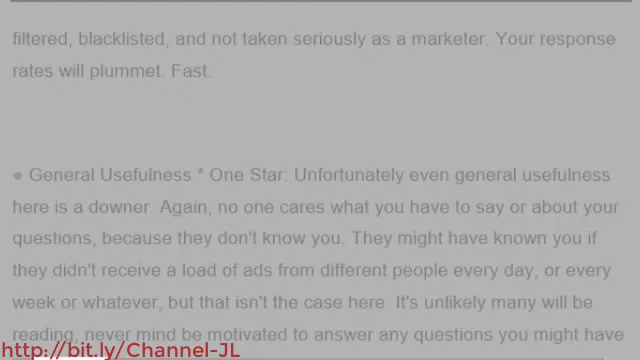 filtered, blacklisted, and not taken seriously as a marketer. Your response
rates will plummet. Fast.
● General Usefulness * One Star: Unfortunately even general usefulness
here is a downer. Again, no one cares what you have to say or about your
questions, because they don't know you. They might have known you if
they didn't receive a load of ads from different people every day, or every
week or whatever, but that isn't the case here. It's unlikely many will be
reading, never mind be motivated to answer any questions you might have
http://bit.ly/Channel-JL